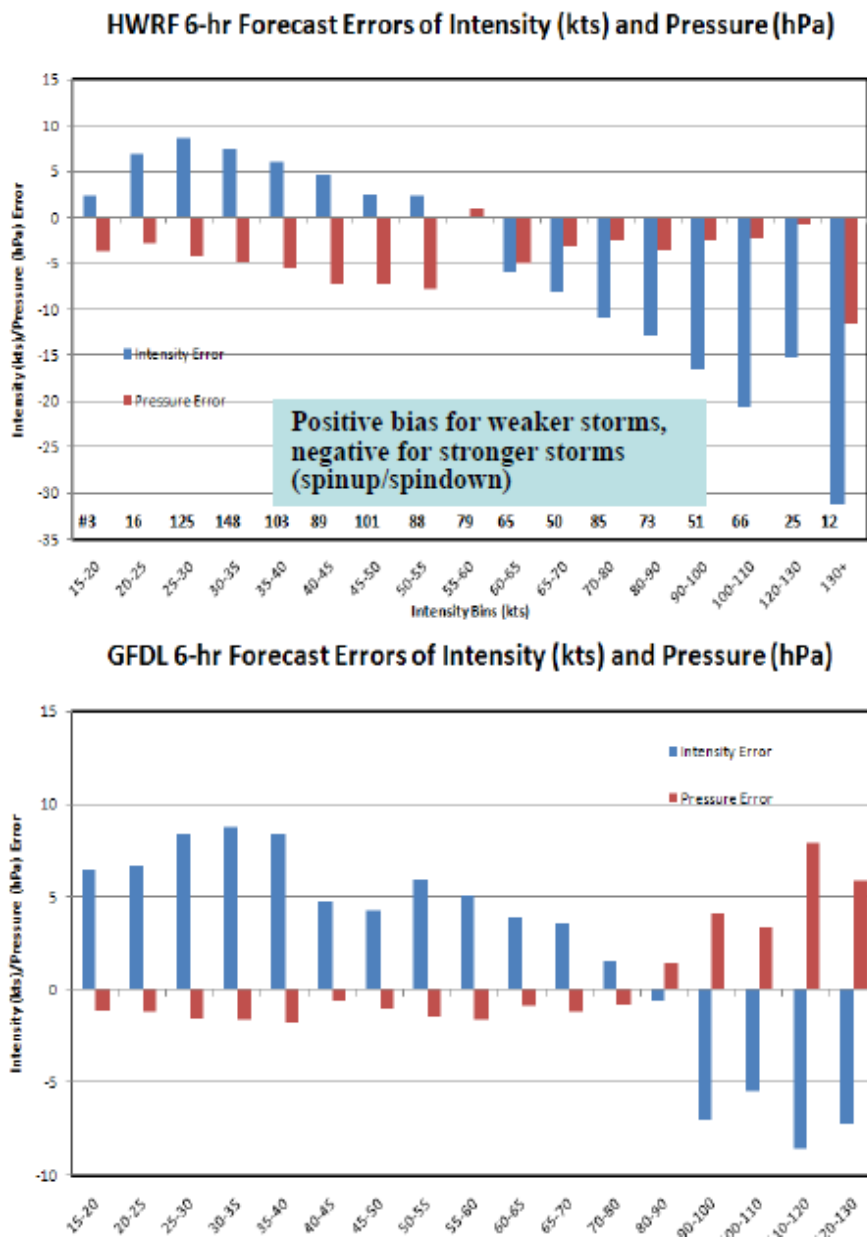 HWRF 6-hr Forecast Errors of Intensity (kts) and Pressure (hPa)
Intensity (kts)/Pressure (hPa) Error
15
10
5
0
-5
-10
-15
-20
-25
-30
-35
Intensity Error
Pressure Error
Positive bias for weaker storms,
negative for stronger storms
(spinup/spindown)
#3 16 125 148 103 89 101 88 79 65 50 85 73 51 66 25 12
15-20 20-25 25-30 30-35 35-40 40-45 45-50 50-55 55-60 60-65 65-70 70-80 80-90 90-100 100-110 120-130 130+
Intensity Bins (kts)
GFDL 6-hr Forecast Errors of Intensity (kts) and Pressure (hPa)
Intensity (kts)/Pressure (hPa) Error
15
10
5
0
-5
-10
Intensity Error
Pressure Error
15-20 20-25 25-30 30-35 35-40 40-45 45-50 50-55 55-60 60-65 65-70 70-80 80-90 90-100